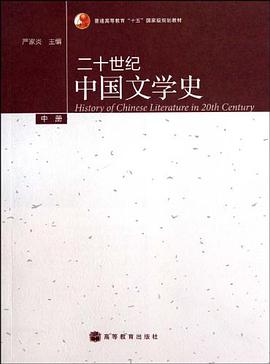 普通高等教育“十五”国家级规划教材
严家炎 主编
二十世纪
中国文学史
History of Chinese Literature in 20th Century
中册
高等教育出版社